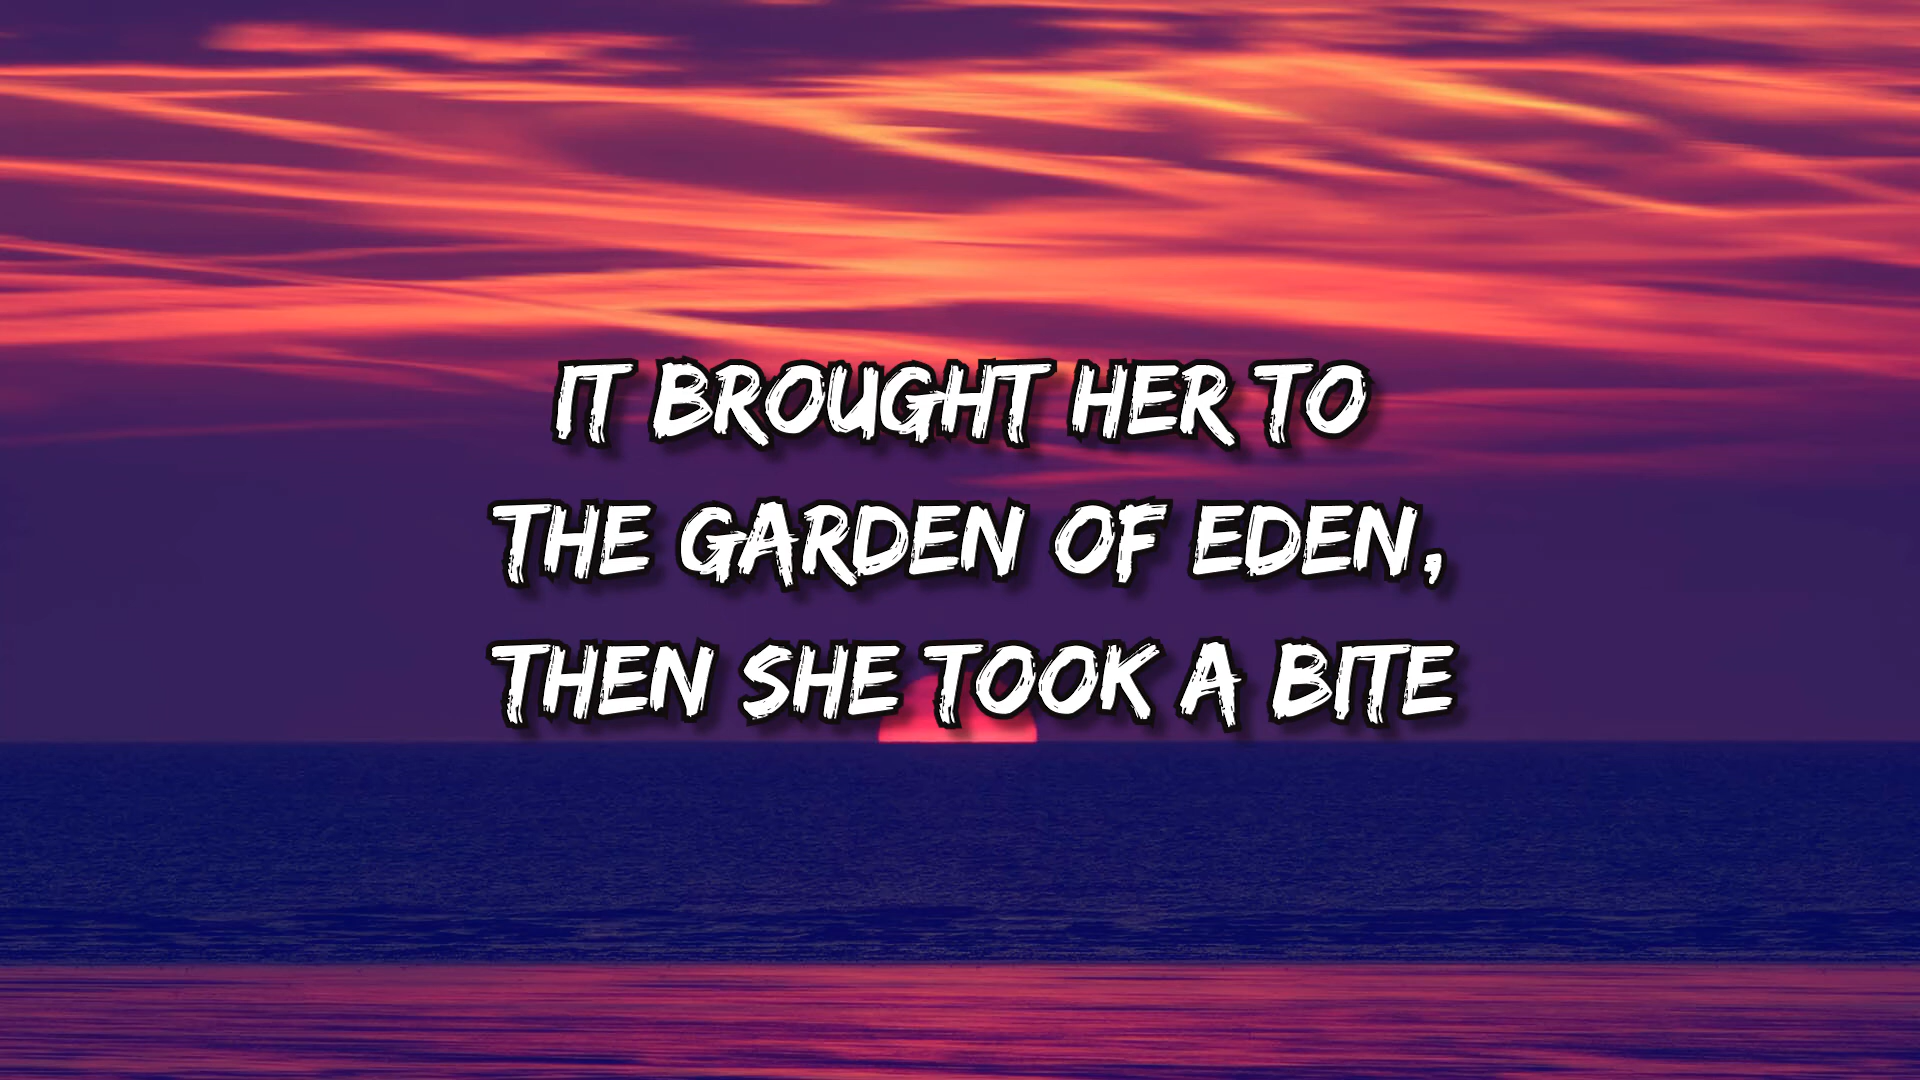 IT BROUGHT HER TO
THE GARDEN OF EDEN,
THEN SHE TOOK A BITE